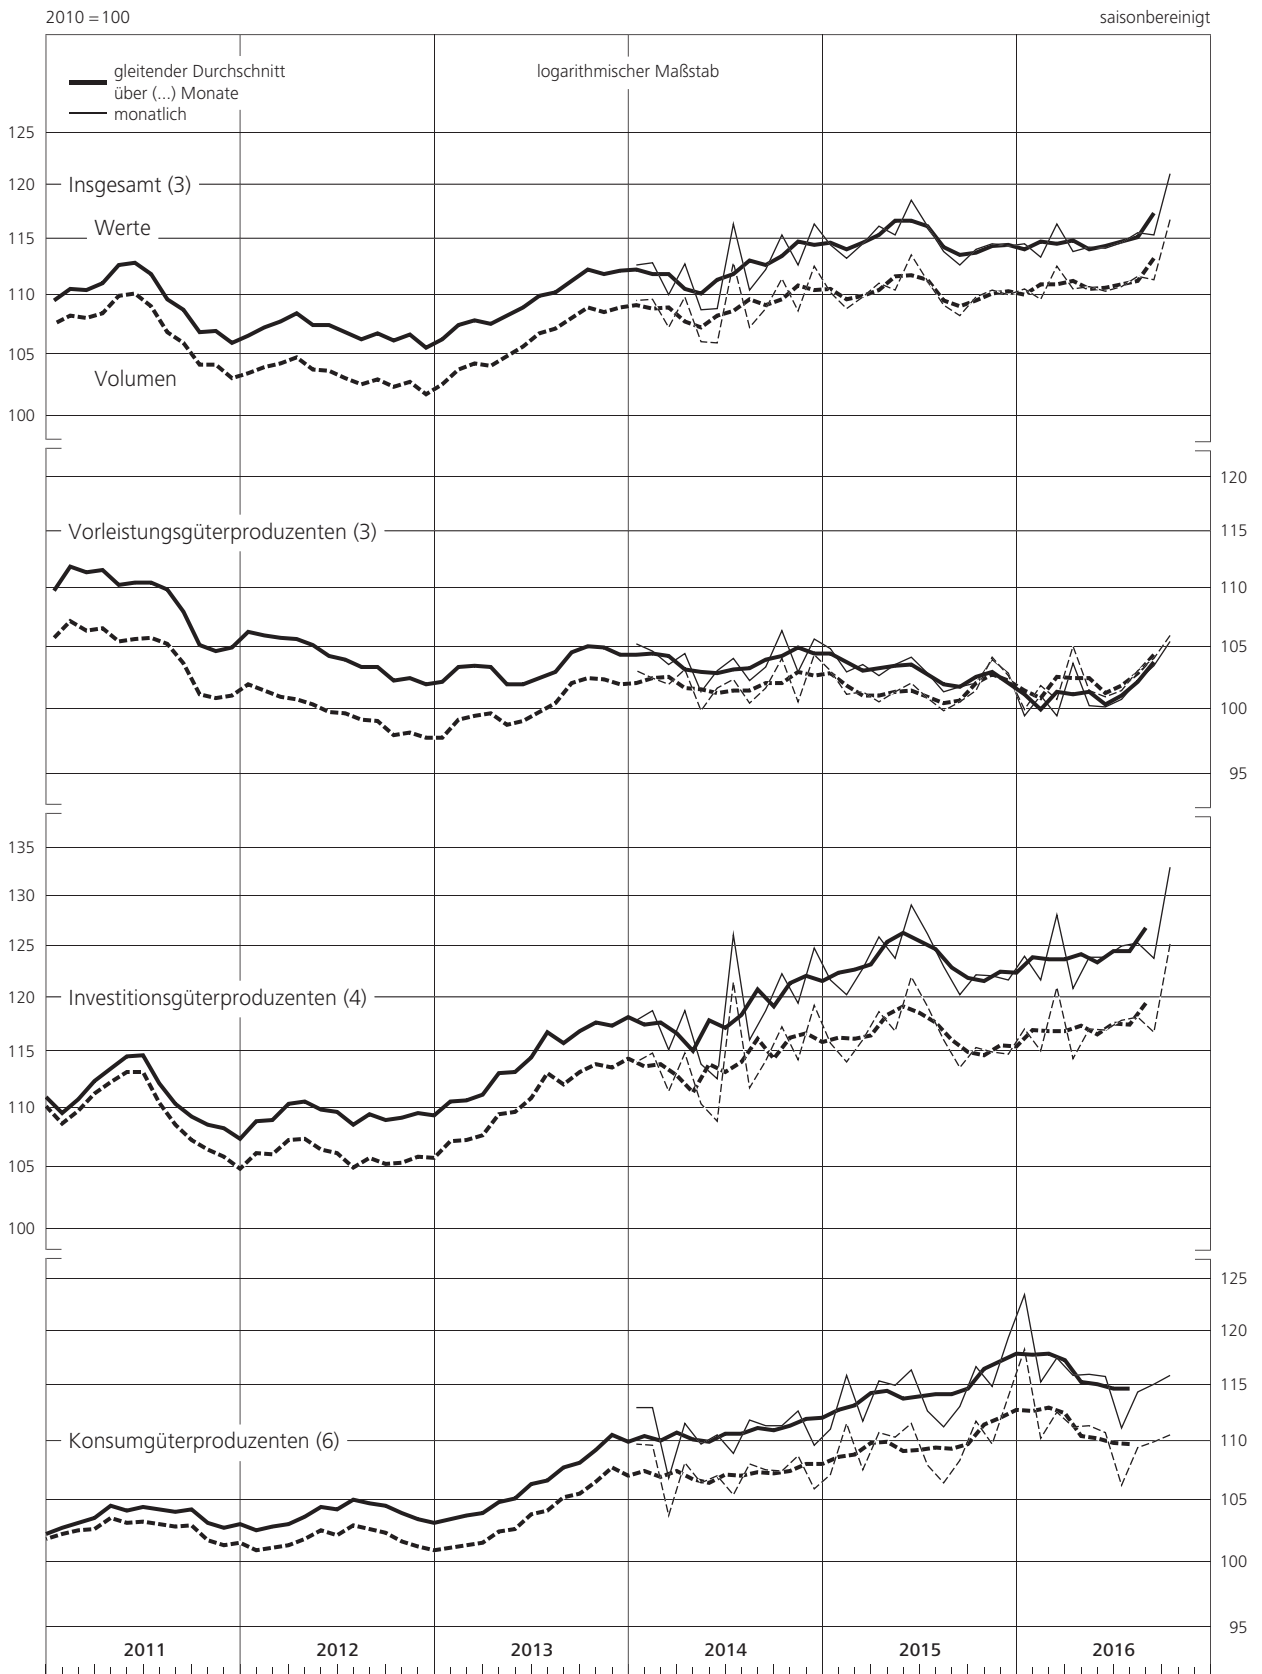 2010 = 100
saisonbereinigt
gleitender Durchschnitt
über (...) Monate
monatlich
logarithmischer Maßstab
125
120
115
110
105
100
Insgesamt (3)
Werte
Volumen
120
115
110
105
100
95
Vorleistungsgüterproduzenten (3)
135
130
125
120
115
110
105
100
Investitionsgüterproduzenten (4)
125
120
115
110
105
100
95
Konsumgüterproduzenten (6)
2011
2012
2013
2014
2015
2016